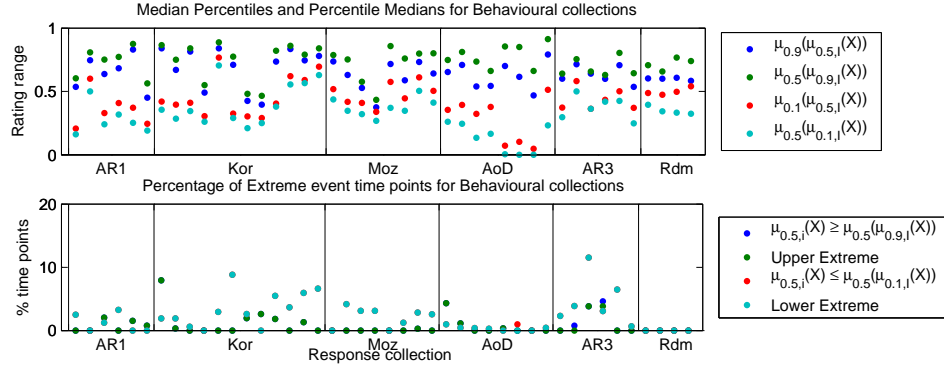 Median Percentiles and Percentile Medians for Behavioural collections
Rating range
1
0.5
0
AR1 Kor Moz AoD AR3 Rdm
μ0.9(μ0.5,I(X))
μ0.5(μ0.9,I(X))
μ0.1(μ0.5,I(X))
μ0.5(μ0.1,I(X))
Percentage of Extreme event time points for Behavioural collections
% time points
20
10
0
AR1 Kor Moz AoD AR3 Rdm
Response collection
μ0.5,i(X) ≥ μ0.5(μ0.9,I(X))
Upper Extreme
μ0.5,i(X) ≤ μ0.5(μ0.1,I(X))
Lower Extreme